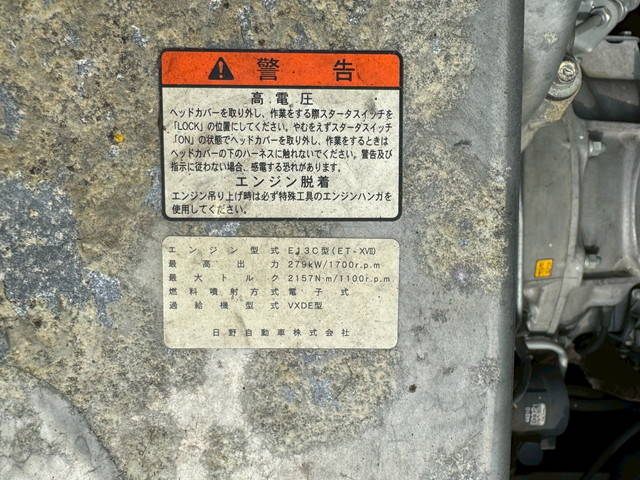 警告
高電圧
ヘッドカバーを取り外し、作業をする際スタータスイッチを
「LOCK」の位置にしてください。やむをえずスタータスイッチ
「ON」の状態でヘッドカバーを取り外し、作業をするときは
ヘッドカバーの下のハーネスに触れないでください。警告及び
指示に従わない場合、感電する恐れがあります。
エンジン脱着
エンジン吊り上げ時は必ず特殊工具のエンジンハンガを
使用してください。
エンジン型式 E13C型(ET-XVII)
最高出力 279kW/1700r.p.m
最大トルク 2157N·m/1100r.p.m
燃料噴射方式 電子式
過給機型式 VXDE型
日野自動車株式会社